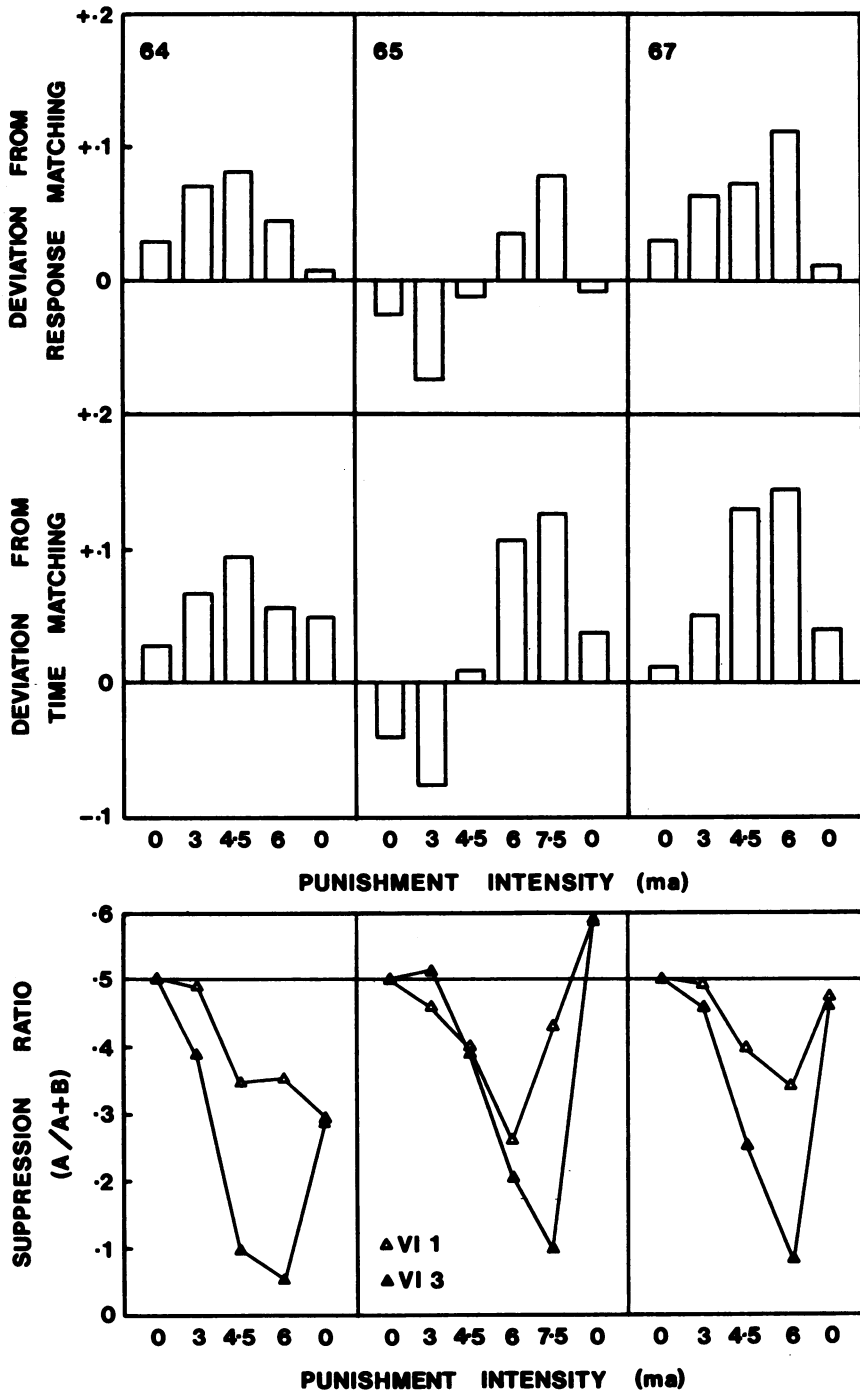 +.2
64
65
67
DEVIATION FROM
RESPONSE MATCHING
+.1
0
+.2
DEVIATION FROM
TIME MATCHING
+.1
0
-.1
0 3 4·5 6 0
0 3 4·5 6 7·5 0
0 3 4·5 6 0
PUNISHMENT INTENSITY (ma)
SUPPRESSION RATIO
(A/A+B)
·6
.5
.4
.3
.2
.1
0
△ VI 1
▲ VI 3
0 3 4·5 6 0
0 3 4·5 6 7·5 0
0 3 4·5 6 0
PUNISHMENT INTENSITY (ma)